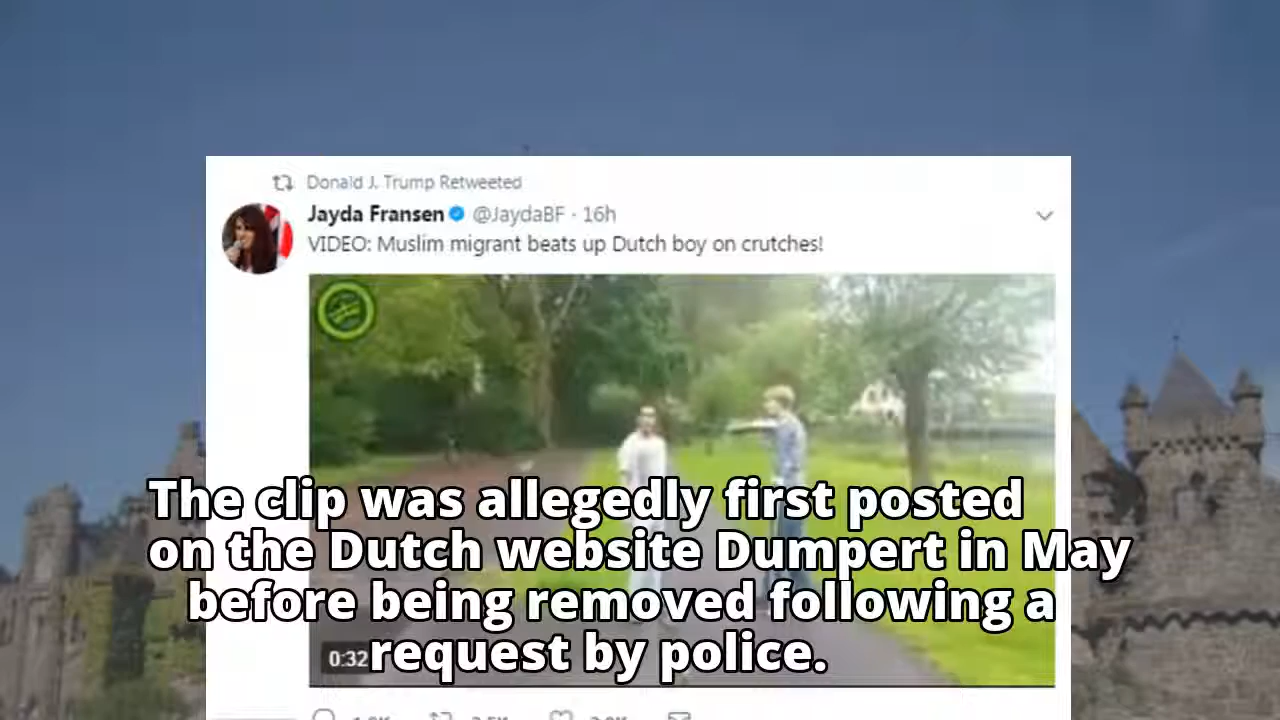 Donald J. Trump Retweeted
Jayda Fransen @JaydaBF · 16h
VIDEO: Muslim migrant beats up Dutch boy on crutches!
The clip was allegedly first posted
on the Dutch website Dumpert in May
before being removed following a
request by police.
0:32